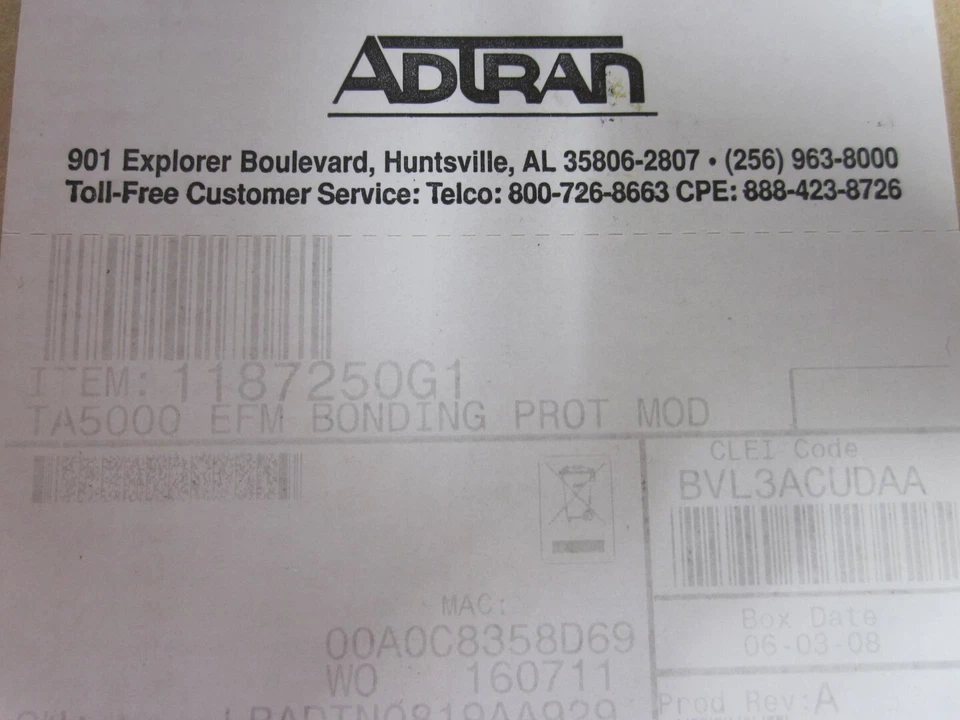 ADTRAN
901 Explorer Boulevard, Huntsville, AL 35806-2807 • (256) 963-8000
Toll-Free Customer Service: Telco: 800-726-8663 CPE: 888-423-8726
ITEM: 1187250G1
TA5000 EFM BONDING PROT MOD
CLEI Code
BVL3ACUDAA
MAC:
00A0C8358D69
Box Date
06-03-08
WO 160711
Prod Rev:A
LBADTN0819AA929